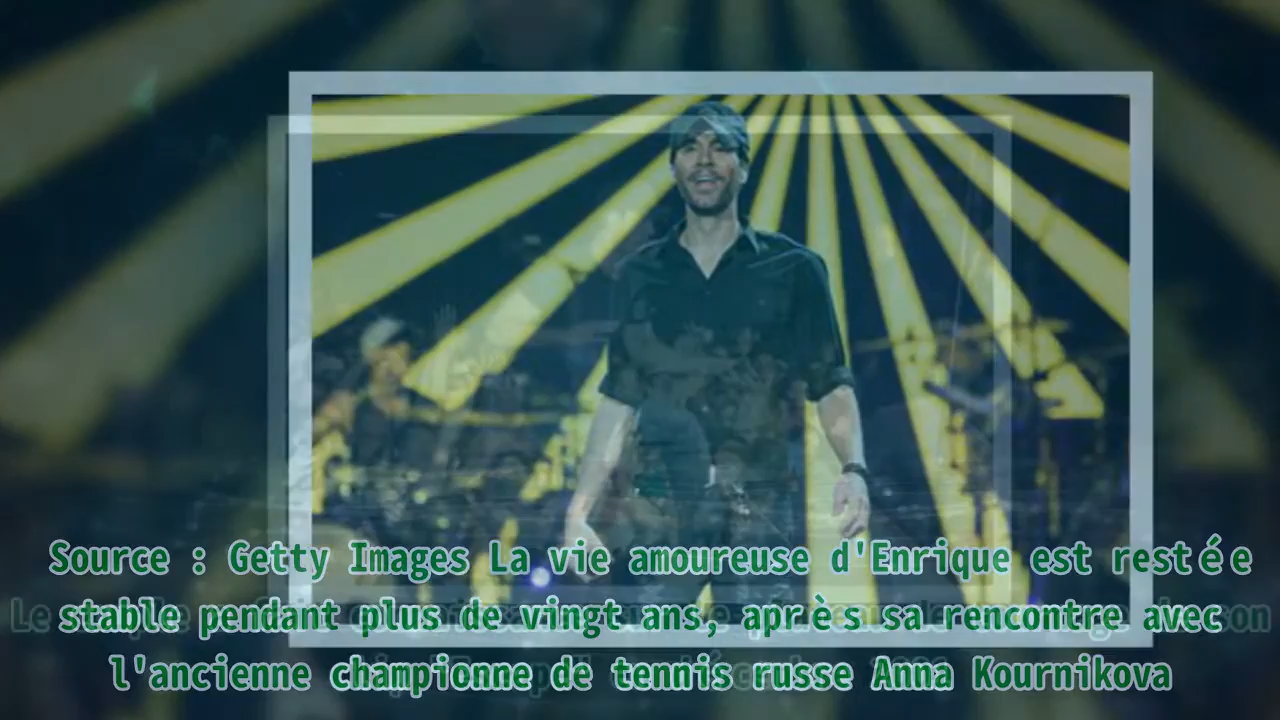 Source : Getty Images La vie amoureuse d'Enrique est restée
stable pendant plus de vingt ans, après sa rencontre avec
l'ancienne championne de tennis russe Anna Kournikova